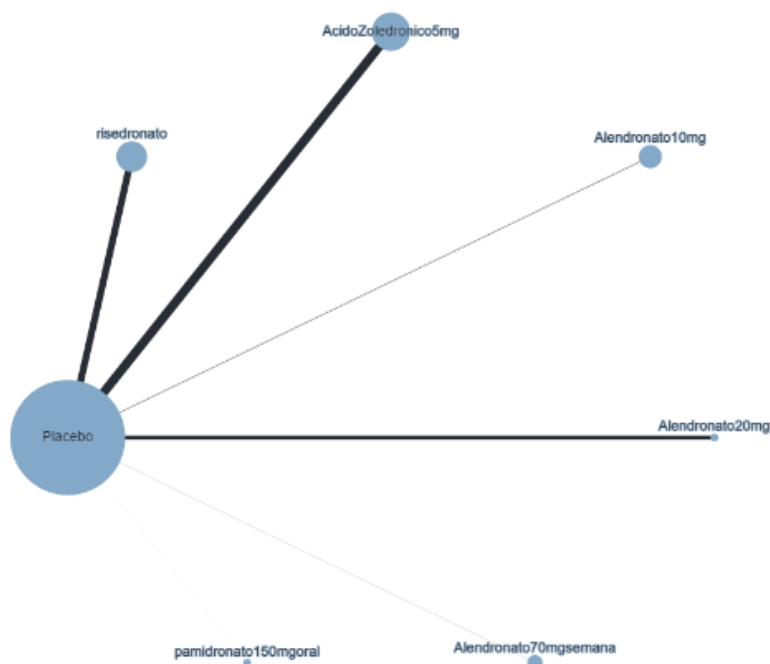 AcidoZoledronico5mg
risedronato
Alendronato10mg
Placebo
Alendronato20mg
pamidronato150mgoral
Alendronato70mgsemana